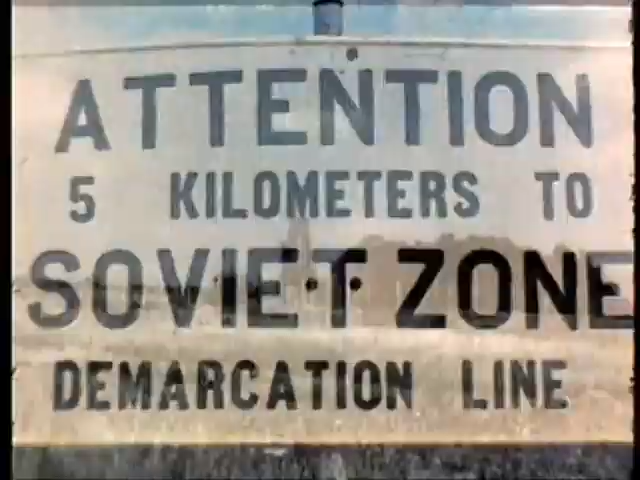 ATTENTION
5 KILOMETERS TO
SOVIET ZONE
DEMARCATION LINE